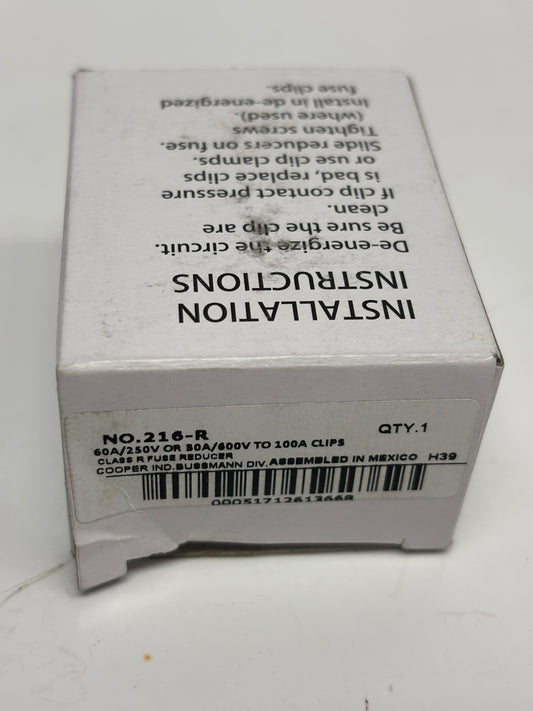 INSTALLATION
INSTRUCTIONS
De-energize the circuit.
Be sure the clip are
clean.
If clip contact pressure
is bad, replace clips
or use clip clamps.
Slide reducers on fuse.
Tighten screws
(where used).
Install in de-energized
fuse clips.
NO.216-R QTY.1
60A/250V OR 30A/600V TO 100A CLIPS
CLASS R FUSE REDUCER
COOPER IND.BUSSMANN DIV.ASSEMBLED IN MEXICO H39
00051712613668